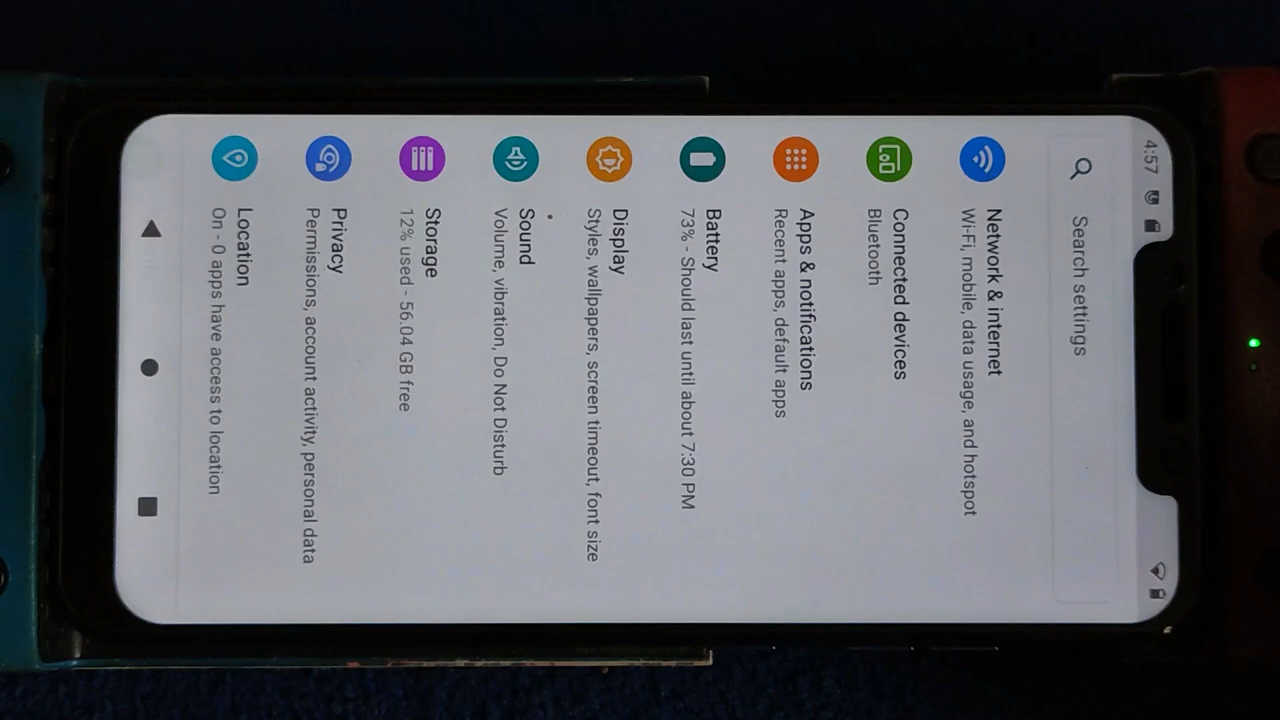 4:57
Search settings
Network & internet
Wi-Fi, mobile, data usage, and hotspot
Connected devices
Bluetooth
Apps & notifications
Recent apps, default apps
Battery
73% - Should last until about 7:30 PM
Display
Styles, wallpapers, screen timeout, font size
Sound
Volume, vibration, Do Not Disturb
Storage
12% used - 56.04 GB free
Privacy
Permissions, account activity, personal data
Location
On - 0 apps have access to location